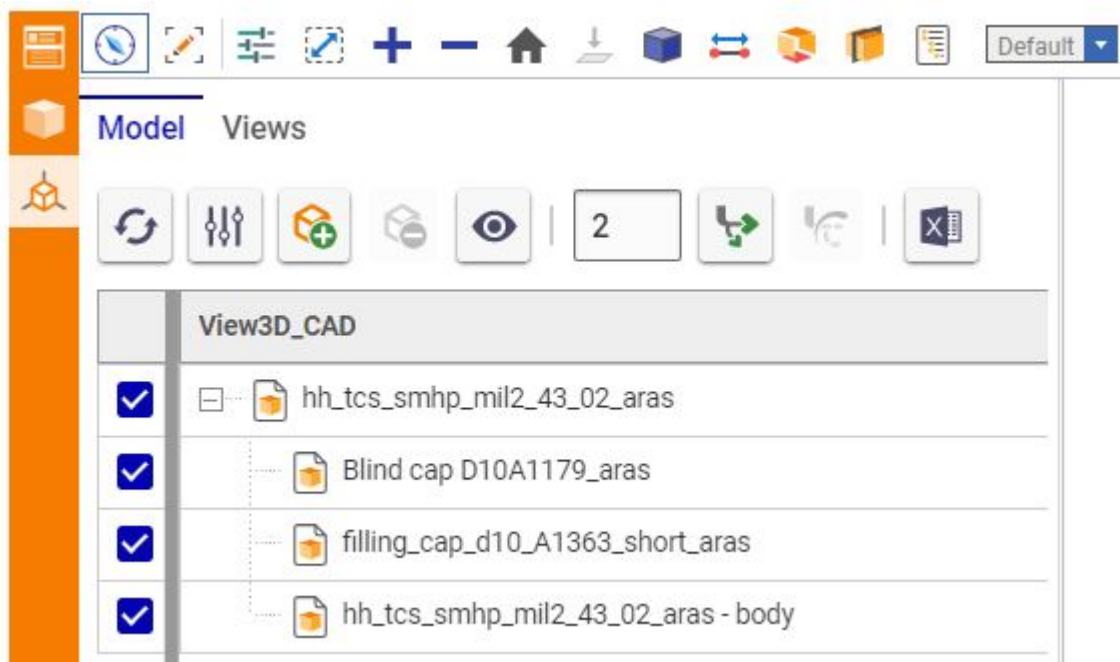 Default
Model Views
2
View3D_CAD
hh_tcs_smhp_mil2_43_02_aras
Blind cap D10A1179_aras
filling_cap_d10_A1363_short_aras
hh_tcs_smhp_mil2_43_02_aras - body